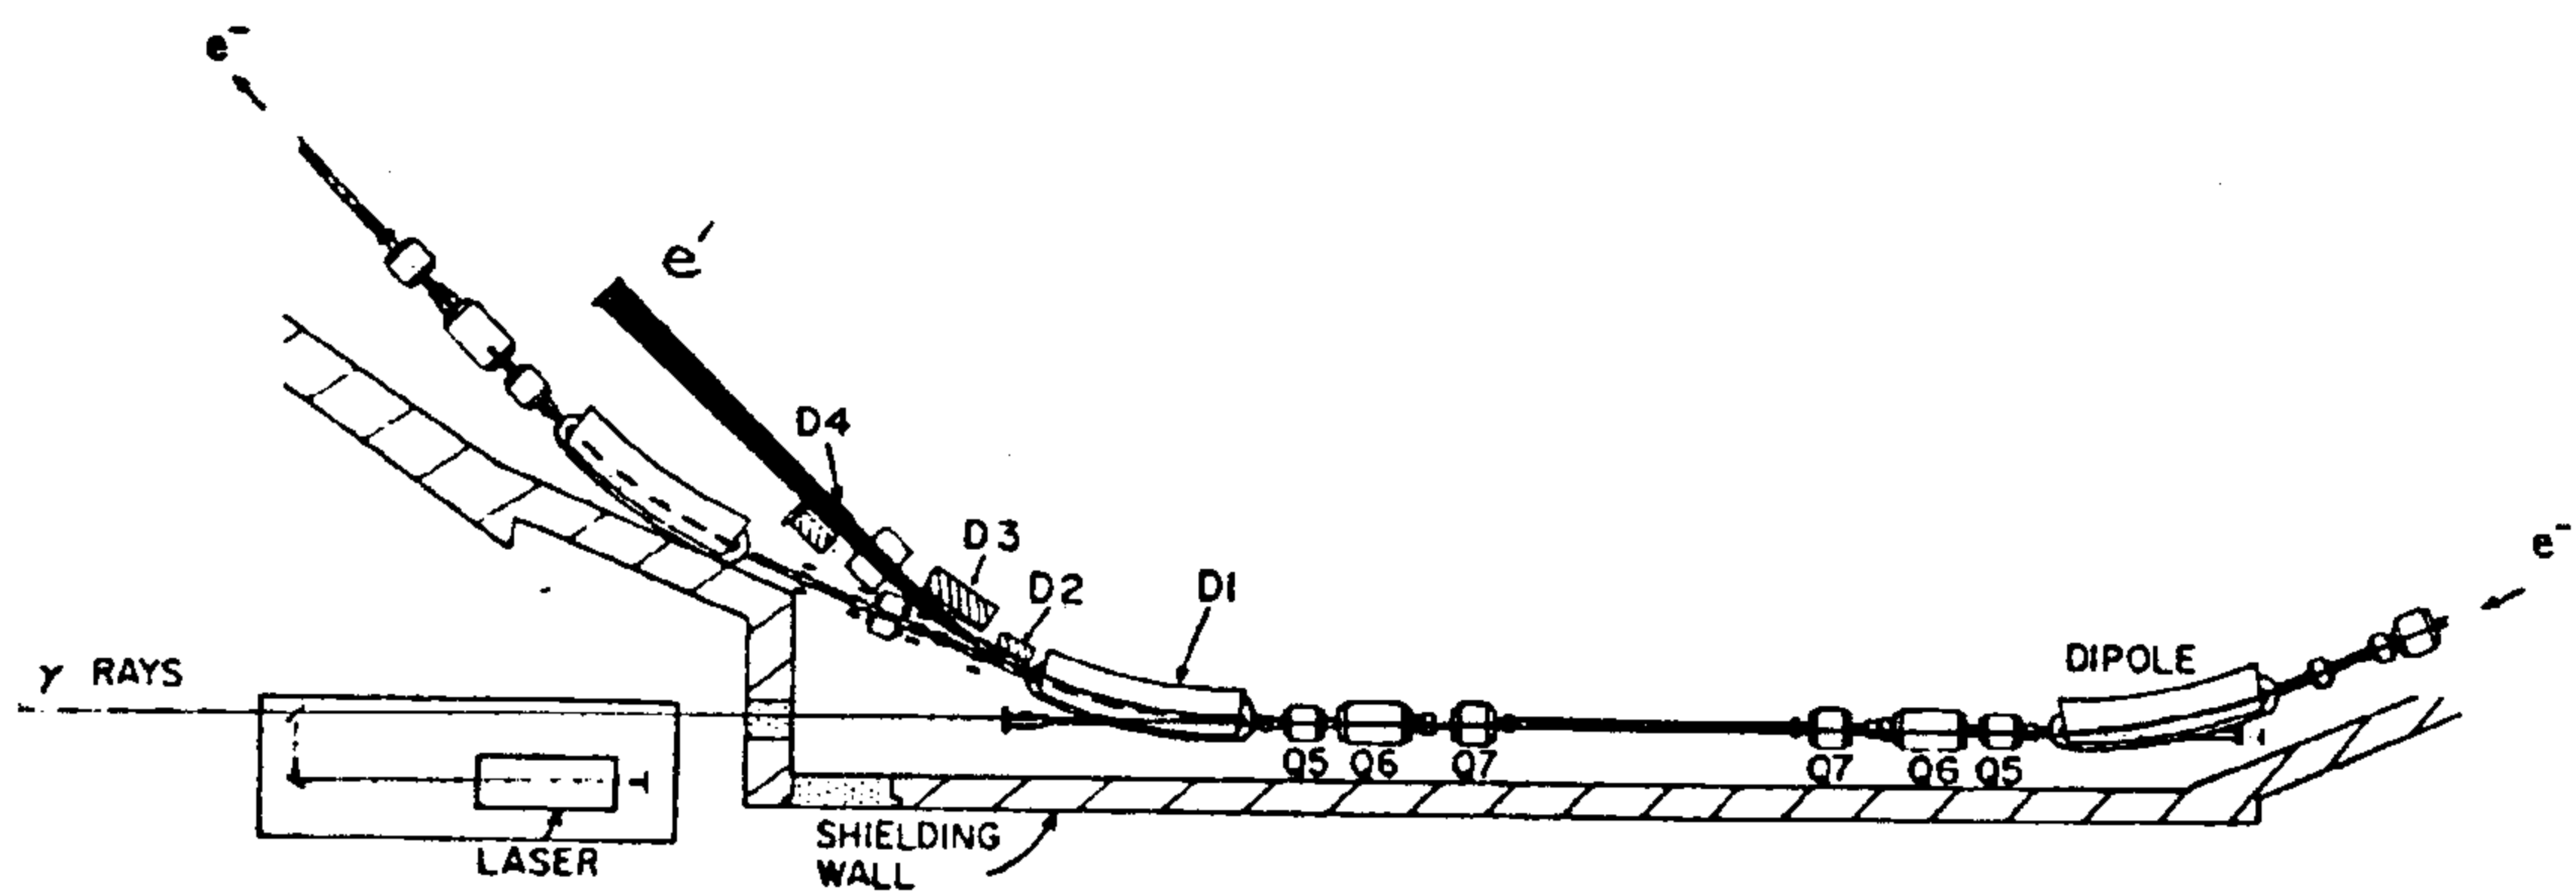 e⁻
e′
D4
D3
D2
D1
e⁻
DIPOLE
γ RAYS
Q5 Q6 Q7
Q7 Q6 Q5
SHIELDING
WALL
LASER